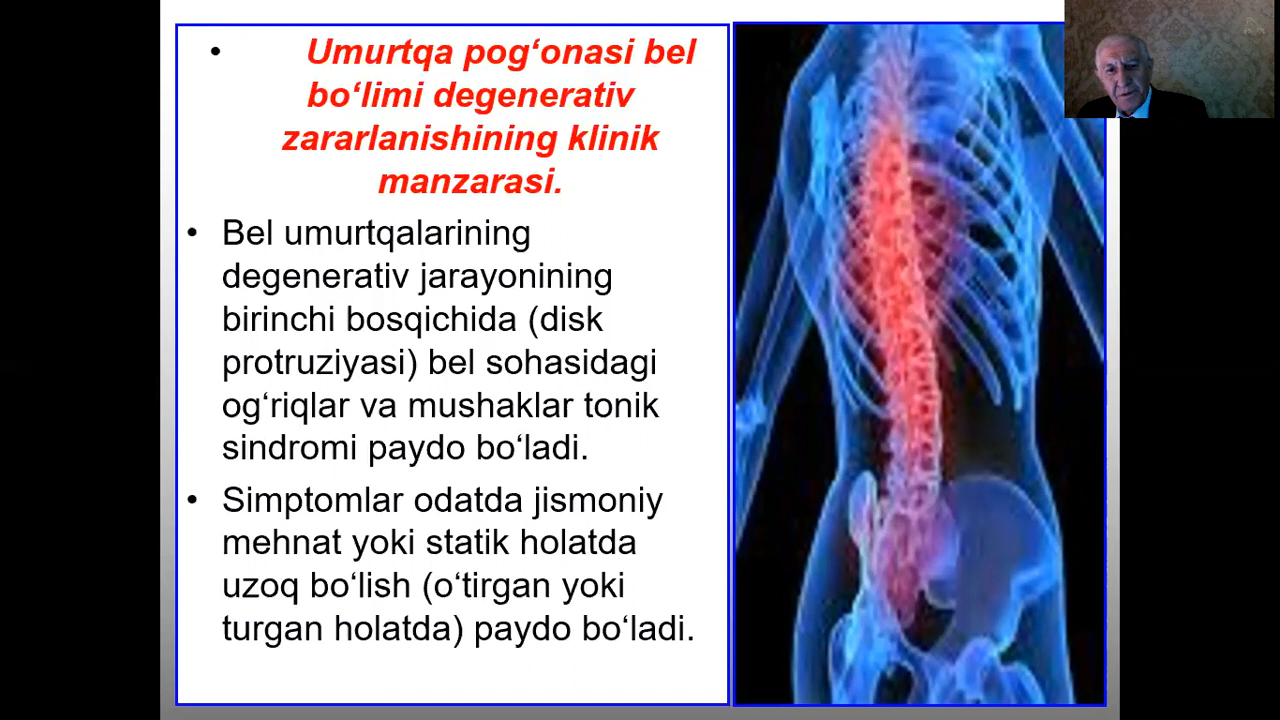 • Umurtqa pog‘onasi bel
bo‘limi degenerativ
zararlanishining klinik
manzarasi.
• Bel umurtqalarining
degenerativ jarayonining
birinchi bosqichida (disk
protruziyasi) bel sohasidagi
og‘riqlar va mushaklar tonik
sindromi paydo bo‘ladi.
• Simptomlar odatda jismoniy
mehnat yoki statik holatda
uzoq bo‘lish (o‘tirgan yoki
turgan holatda) paydo bo‘ladi.